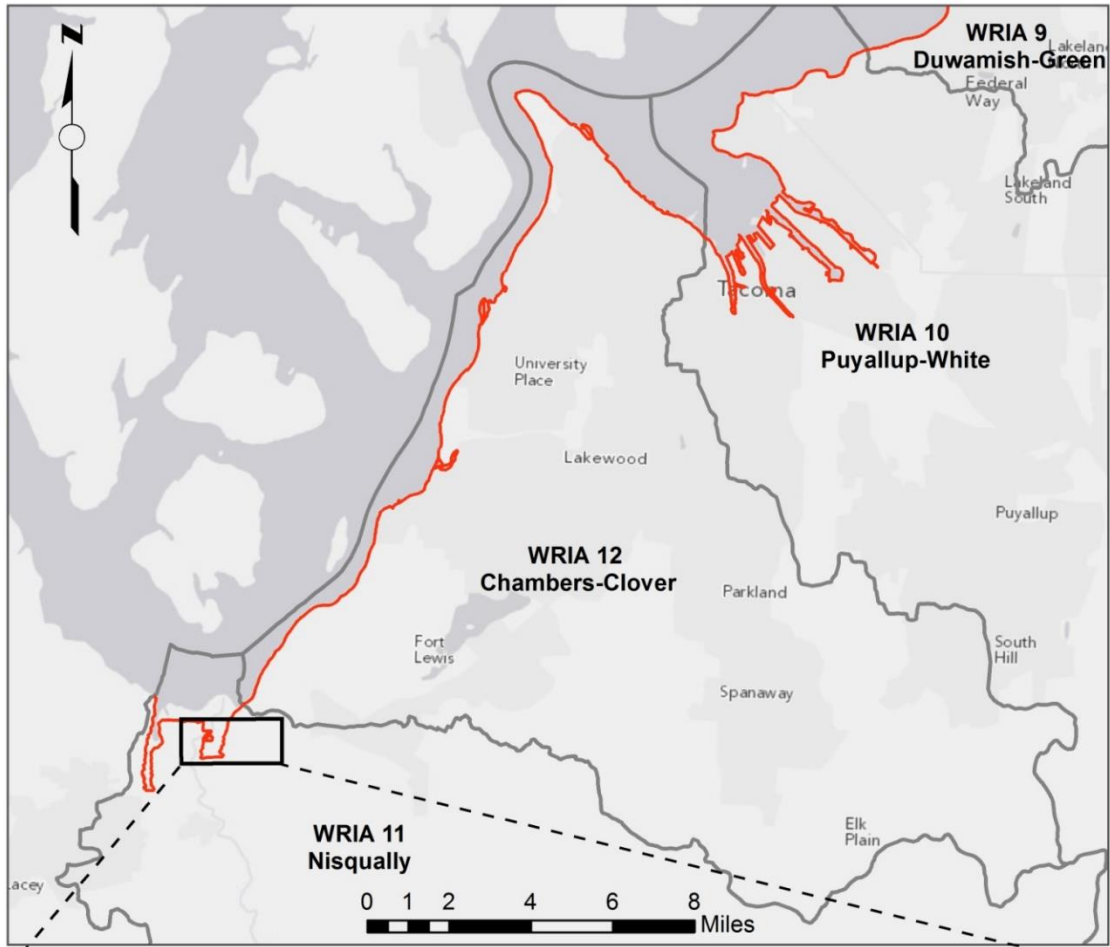 N
WRIA 9
Duwamish-Green
Lakeland
Federal
Way
Lakeland
South
Tacoma
WRIA 10
Puyallup-White
University
Place
Lakewood
Puyallup
WRIA 12
Chambers-Clover
Parkland
Fort
Lewis
South
Hill
Spanaway
WRIA 11
Nisqually
Elk
Plain
Lacey
0 1 2 4 6 8
Miles